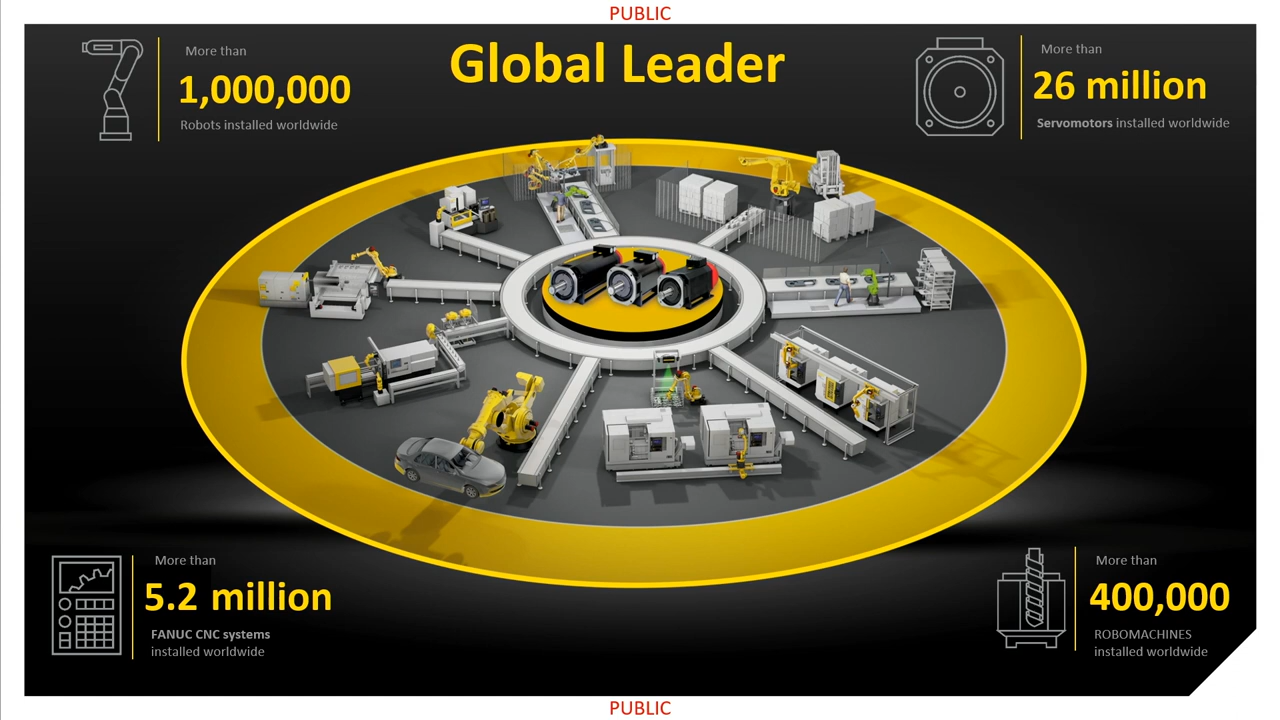 PUBLIC
Global Leader
More than
1,000,000
Robots installed worldwide
More than
26 million
Servomotors installed worldwide
More than
5.2 million
FANUC CNC systems
installed worldwide
More than
400,000
ROBOMACHINES
installed worldwide
PUBLIC